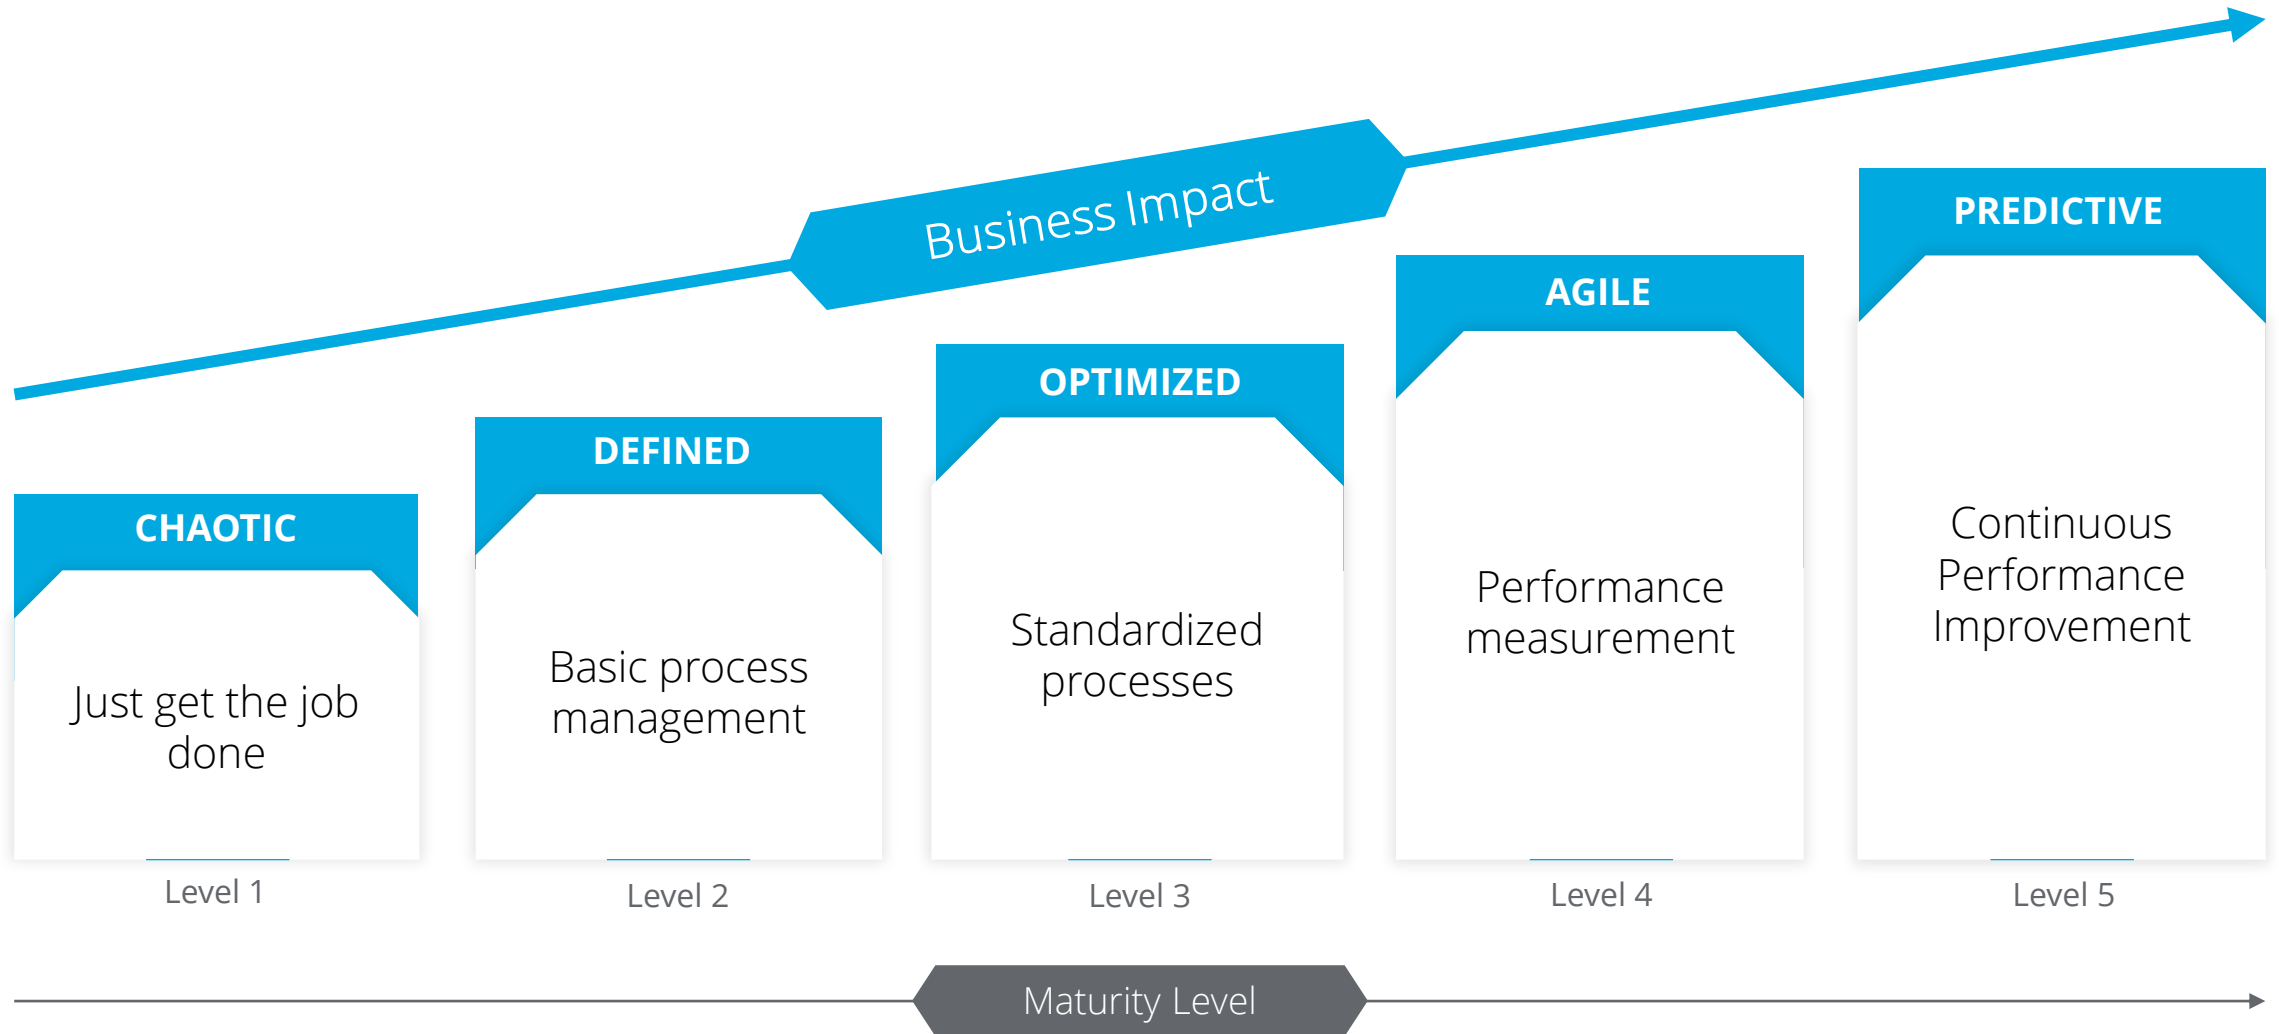 Business Impact
CHAOTIC
Just get the job
done
Level 1
DEFINED
Basic process
management
Level 2
OPTIMIZED
Standardized
processes
Level 3
AGILE
Performance
measurement
Level 4
PREDICTIVE
Continuous
Performance
Improvement
Level 5
Maturity Level